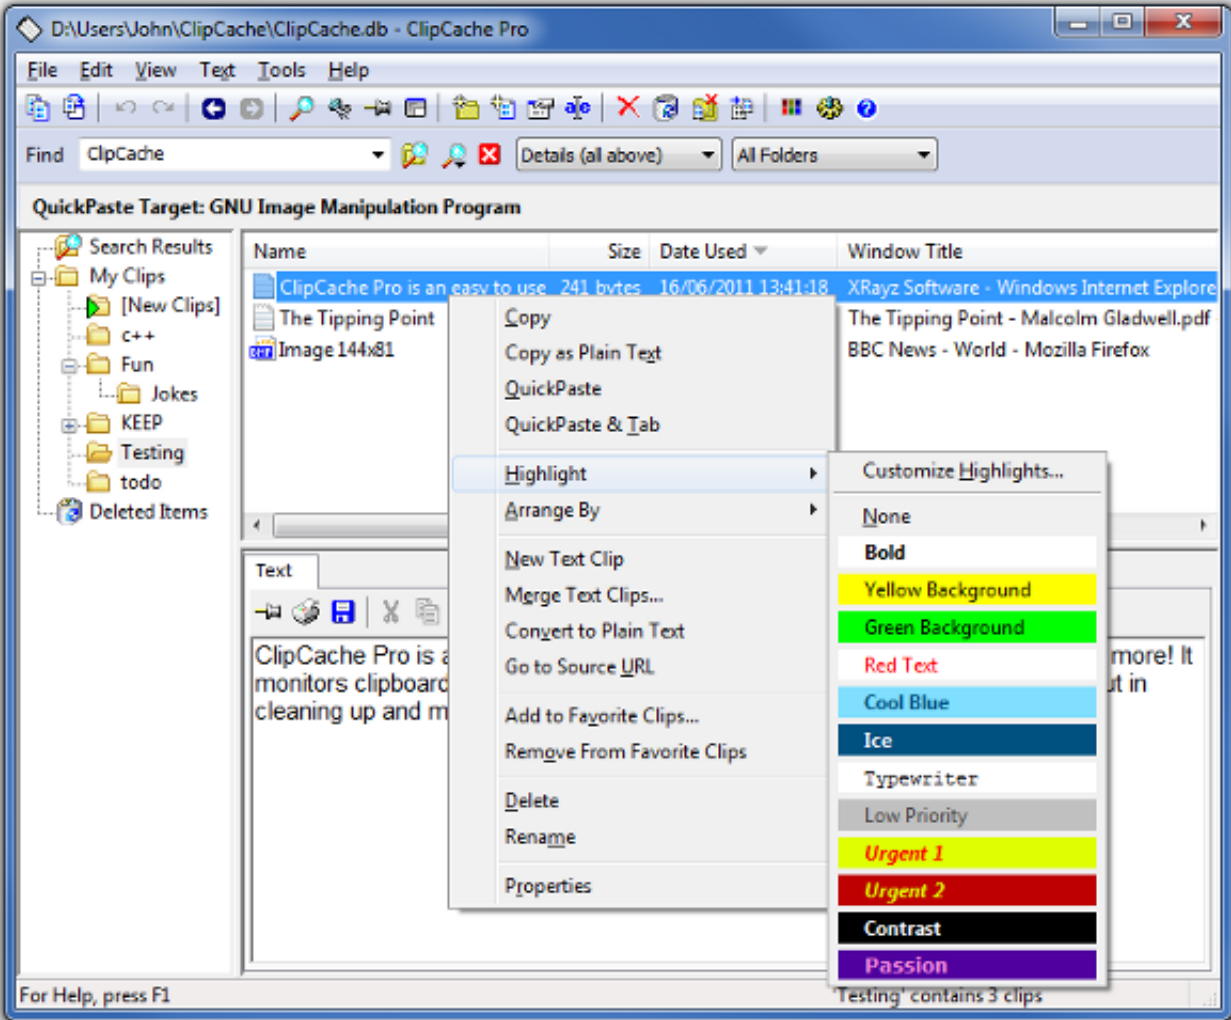 D:\Users\John\ClipCache\ClipCache.db - ClipCache Pro
File Edit View Text Tools Help
Find ClipCache Details (all above) All Folders
QuickPaste Target: GNU Image Manipulation Program
Search Results
My Clips
[New Clips]
c++
Fun
Jokes
KEEP
Testing
todo
Deleted Items
Name Size Date Used Window Title
ClipCache Pro is an easy to use 241 bytes 16/06/2011 13:41:18 XRayz Software - Windows Internet Explore
The Tipping Point The Tipping Point - Malcolm Gladwell.pdf
Image 144x81 BBC News - World - Mozilla Firefox
Copy
Copy as Plain Text
QuickPaste
QuickPaste & Tab
Highlight
Arrange By
New Text Clip
Merge Text Clips...
Convert to Plain Text
Go to Source URL
Add to Favorite Clips...
Remove From Favorite Clips
Delete
Rename
Properties
Customize Highlights...
None
Bold
Yellow Background
Green Background
Red Text
Cool Blue
Ice
Typewriter
Low Priority
Urgent 1
Urgent 2
Contrast
Passion
Text
ClipCache Pro is a more! It
monitors clipboard in
cleaning up and m
For Help, press F1 'Testing' contains 3 clips